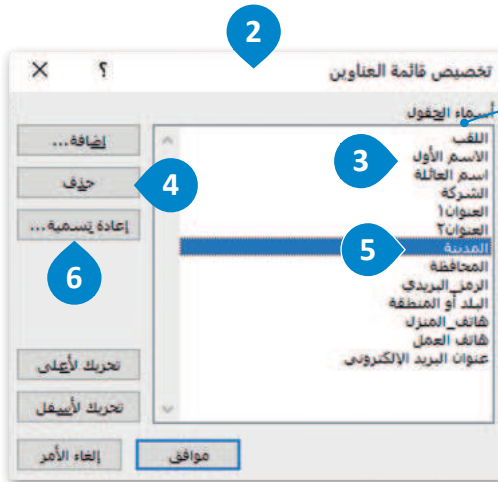 2
تخصيص قائمة العناوين
؟ ×
أسماء الحقول
اللقب
الاسم الأول
اسم العائلة
الشركة
العنوان١
العنوان٢
المدينة
المحافظة
الرمز_البريدي
البلد أو المنطقة
هاتف_المنزل
هاتف العمل
عنوان البريد الإلكتروني
3
5
إضافة...
حذف
4
إعادة تسمية...
6
تحريك لأعلى
تحريك لأسفل
موافق
إلغاء الأمر